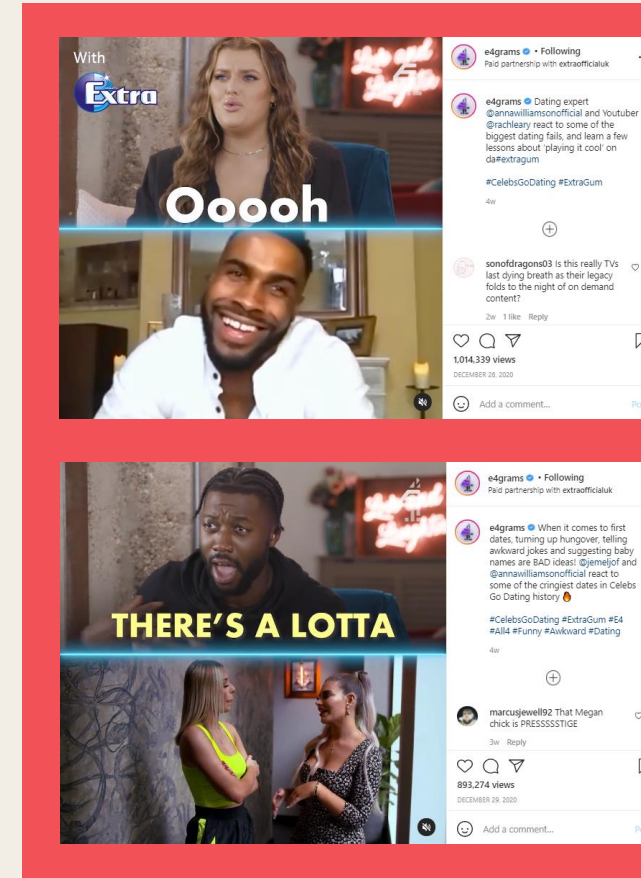 With
Extra
Love and
Laughter
Ooooh
e4grams • Following
Paid partnership with extraofficialuk
e4grams Dating expert
@annawilliamsonofficial and Youtuber
@rachleary react to some of the
biggest dating fails, and learn a few
lessons about 'playing it cool' on
da#extragum
#CelebsGoDating #ExtraGum
4w
sonofdragons03 Is this really TVs
last dying breath as their legacy
folds to the night of on demand
content?
2w 1 like Reply
1,014,339 views
DECEMBER 26, 2020
Add a comment...
THERE'S A LOTTA
e4grams • Following
Paid partnership with extraofficialuk
e4grams When it comes to first
dates, turning up hungover, telling
awkward jokes and suggesting baby
names are BAD ideas! @jemeljof and
@annawilliamsonofficial react to
some of the cringiest dates in Celebs
Go Dating history
#CelebsGoDating #ExtraGum #E4
#All4 #Funny #Awkward #Dating
4w
marcusjewell92 That Megan
chick is PRESSSSSTIGE
3w Reply
893,274 views
DECEMBER 29, 2020
Add a comment...